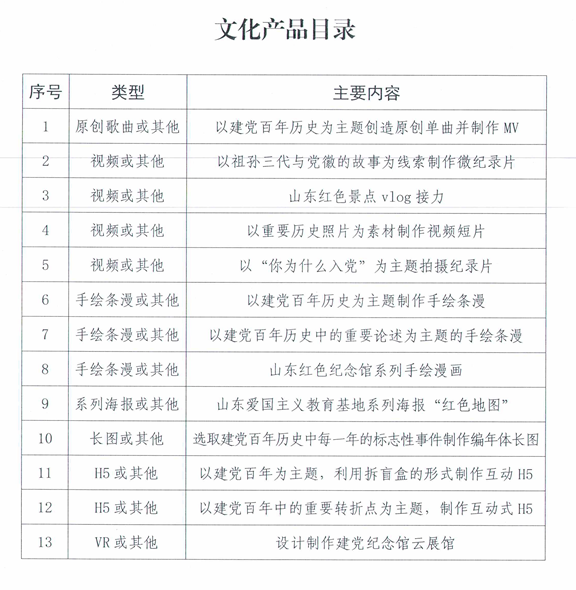 文化产品目录
序号 类型 主要内容
1 原创歌曲或其他 以建党百年历史为主题创造原创单曲并制作 MV
2 视频或其他 以祖孙三代与党徽的故事为线索制作微纪录片
3 视频或其他 山东红色景点 vlog 接力
4 视频或其他 以重要历史照片为素材制作视频短片
5 视频或其他 以“你为什么入党”为主题拍摄纪录片
6 手绘条漫或其他 以建党百年历史为主题制作手绘条漫
7 手绘条漫或其他 以建党百年历史中的重要论述为主题的手绘条漫
8 手绘条漫或其他 山东红色纪念馆系列手绘漫画
9 系列海报或其他 山东爱国主义教育基地系列海报“红色地图”
10 长图或其他 选取建党百年历史中每一年的标志性事件制作编年体长图
11 H5 或其他 以建党百年为主题，利用拆盲盒的形式制作互动 H5
12 H5 或其他 以建党百年中的重要转折点为主题，制作互动式 H5
13 VR 或其他 设计制作建党纪念馆云展馆